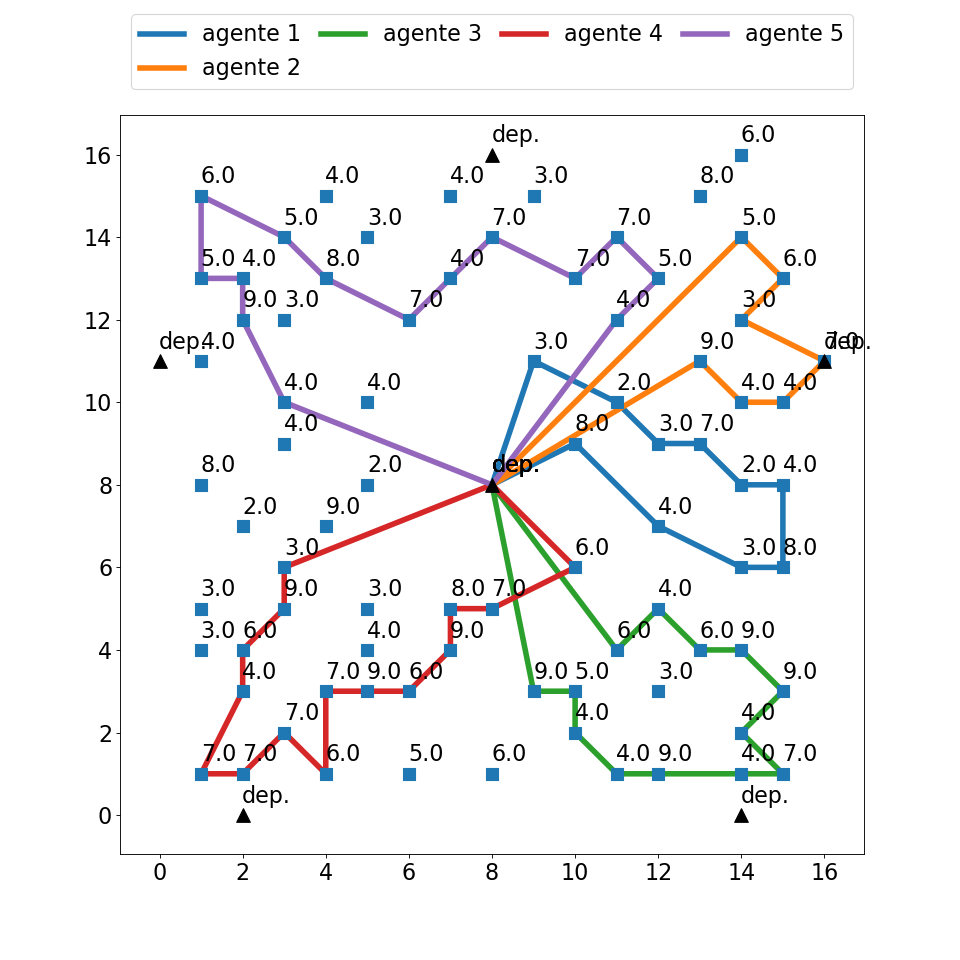 agente 1 agente 3 agente 4 agente 5
agente 2
dep. 6.0
16
6.0 4.0 4.0 3.0 8.0
5.0 3.0 7.0 7.0 5.0
14
5.0 4.0 8.0 4.0 7.0 5.0 6.0
9.0 3.0 7.0 4.0 3.0
12
dep. 4.0 3.0 9.0 7.0 dep.
4.0 4.0 2.0 4.0 4.0
10
4.0 8.0 3.0 7.0
8.0 2.0 dep. 2.0 4.0
8
2.0 9.0 4.0
3.0 6.0 3.0 8.0
6
3.0 9.0 3.0 8.0 7.0 4.0
3.0 6.0 4.0 9.0 6.0 6.0 9.0
4
4.0 7.0 9.0 6.0 9.0 5.0 3.0 9.0
7.0 4.0 4.0
2
7.0 7.0 6.0 5.0 6.0 4.0 9.0 4.0 7.0
dep. dep.
0
0 2 4 6 8 10 12 14 16